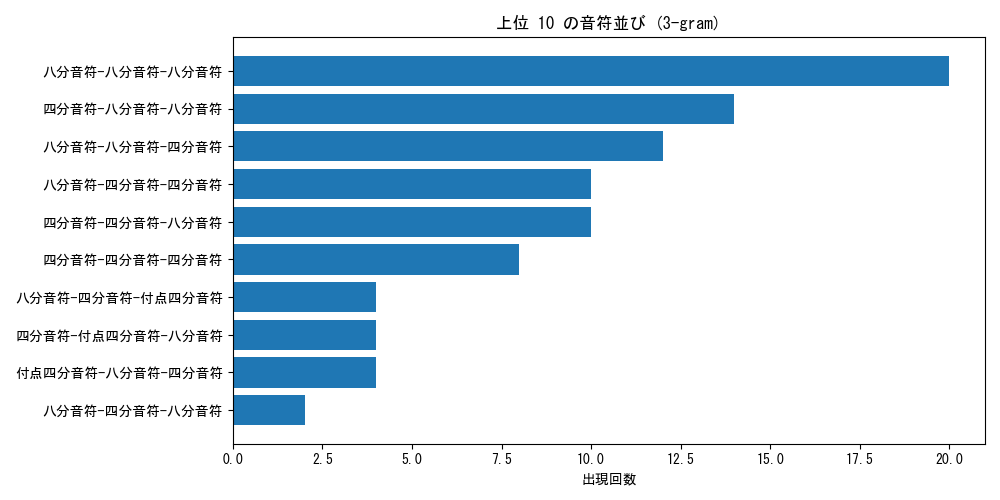 上位 10 の音符並び (3-gram)
八分音符-八分音符-八分音符
四分音符-八分音符-八分音符
八分音符-八分音符-四分音符
八分音符-四分音符-四分音符
四分音符-四分音符-八分音符
四分音符-四分音符-四分音符
八分音符-四分音符-付点四分音符
四分音符-付点四分音符-八分音符
付点四分音符-八分音符-四分音符
八分音符-四分音符-八分音符
0.0 2.5 5.0 7.5 10.0 12.5 15.0 17.5 20.0
出現回数